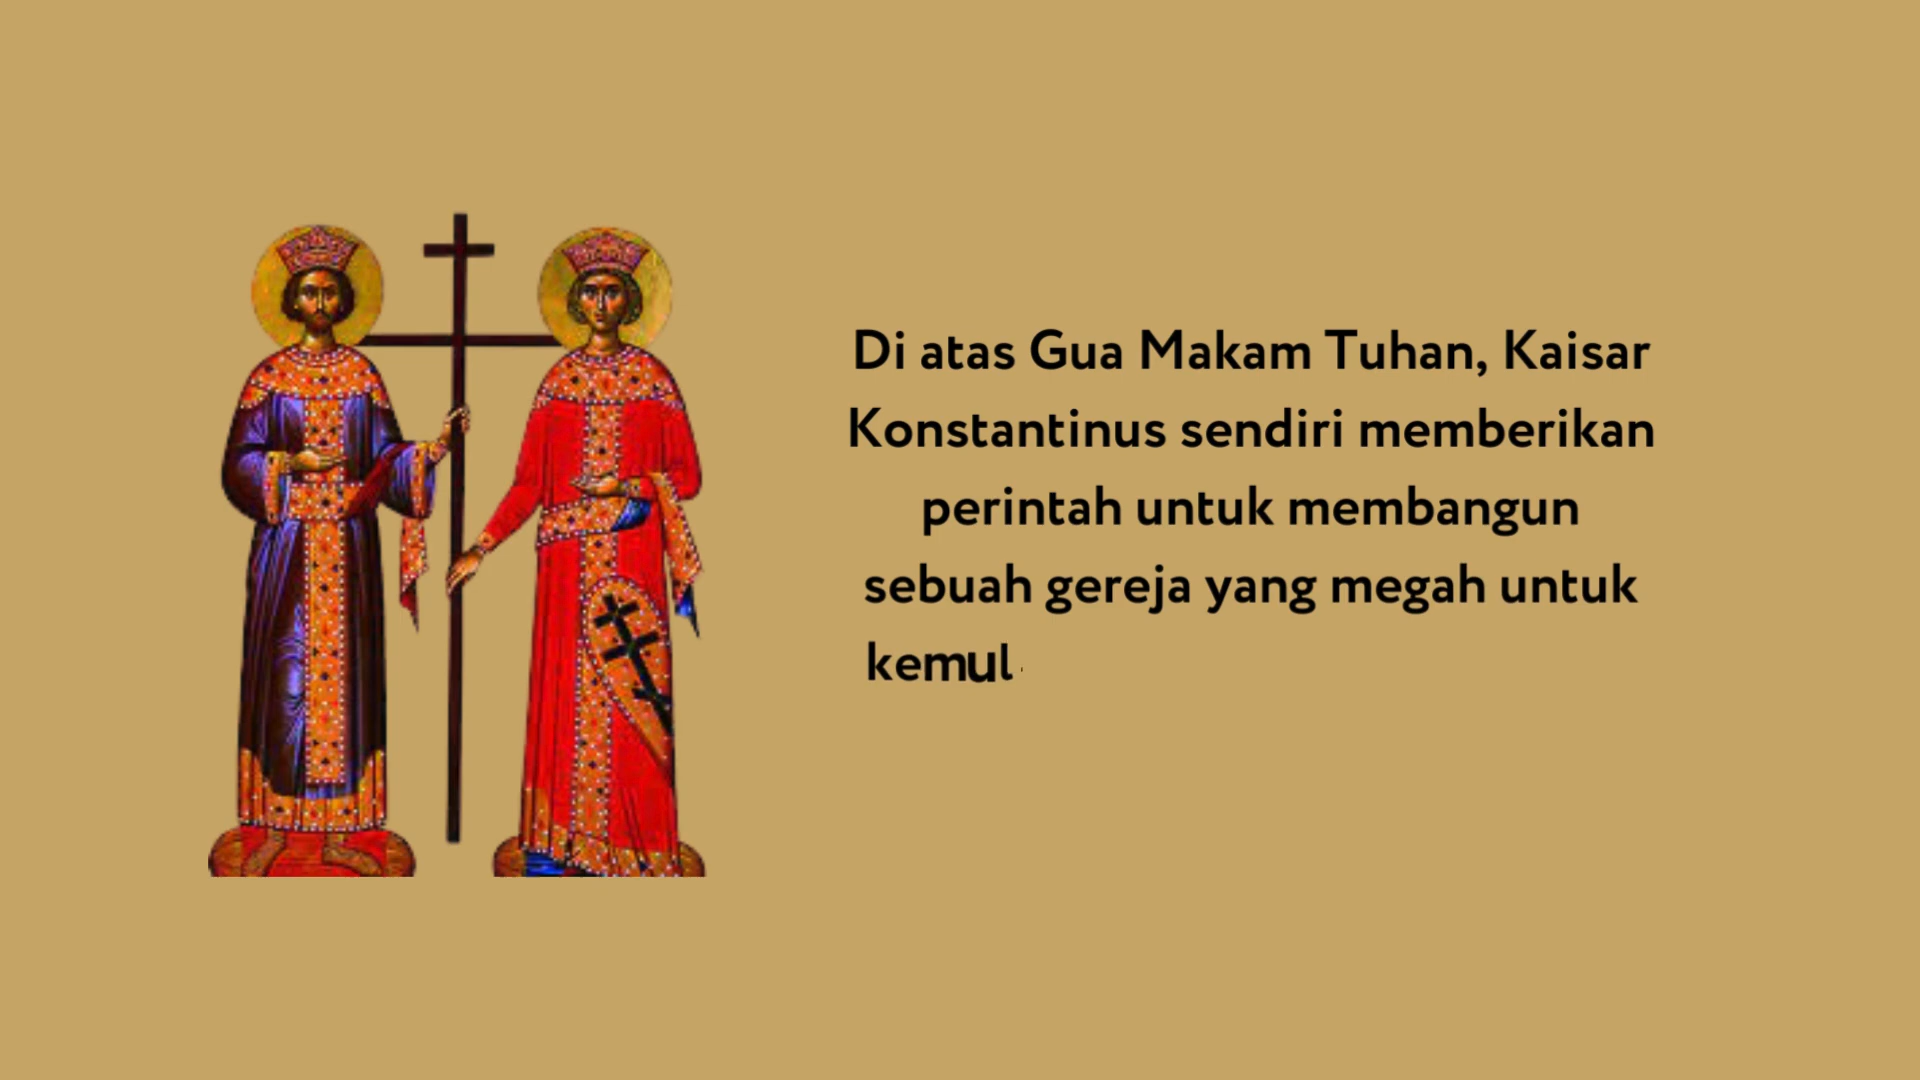 Di atas Gua Makam Tuhan, Kaisar
Konstantinus sendiri memberikan
perintah untuk membangun
sebuah gereja yang megah untuk
kemul